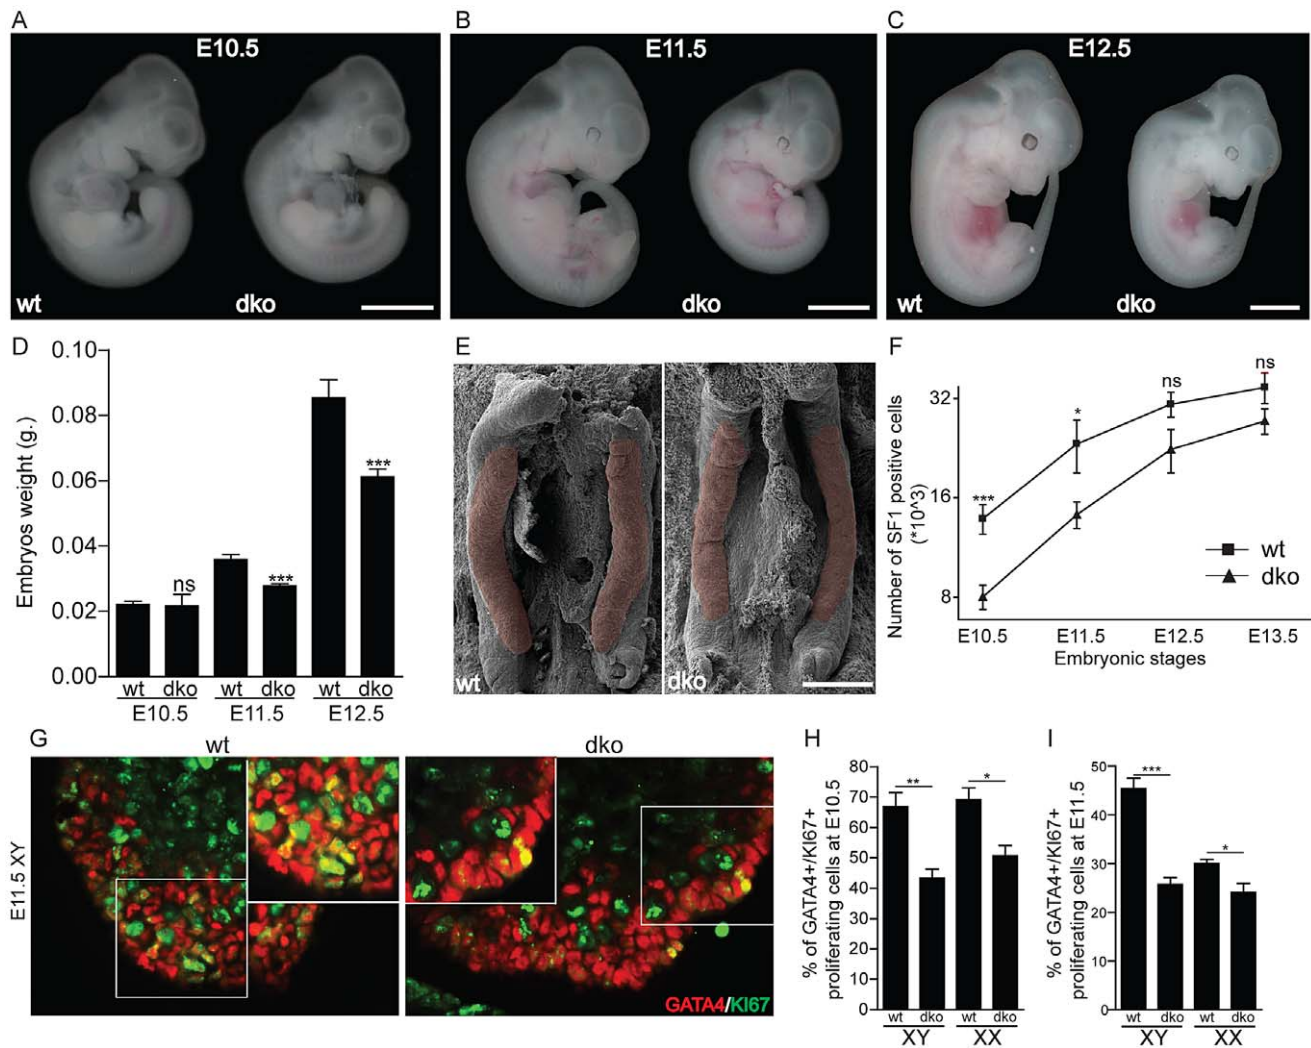 A
B
C
E10.5
E11.5
E12.5
wt
dko
wt
dko
wt
dko
D
E
F
0.10
0.08
0.06
0.04
0.02
0.00
Embryos weight (g.)
ns
***
***
wt dko wt dko wt dko
E10.5 E11.5 E12.5
wt
dko
Number of SF1 positive cells
(*10^3)
32
16
8
***
*
ns
ns
wt
dko
E10.5 E11.5 E12.5 E13.5
Embryonic stages
G
wt
dko
E11.5 XY
GATA4/KI67
H
% of GATA4+/KI67+
proliferating cells at E10.5
80
70
60
50
40
30
20
10
0
**
*
wt dko wt dko
XY XX
I
% of GATA4+/KI67+
proliferating cells at E11.5
50
40
30
20
10
0
***
*
wt dko wt dko
XY XX